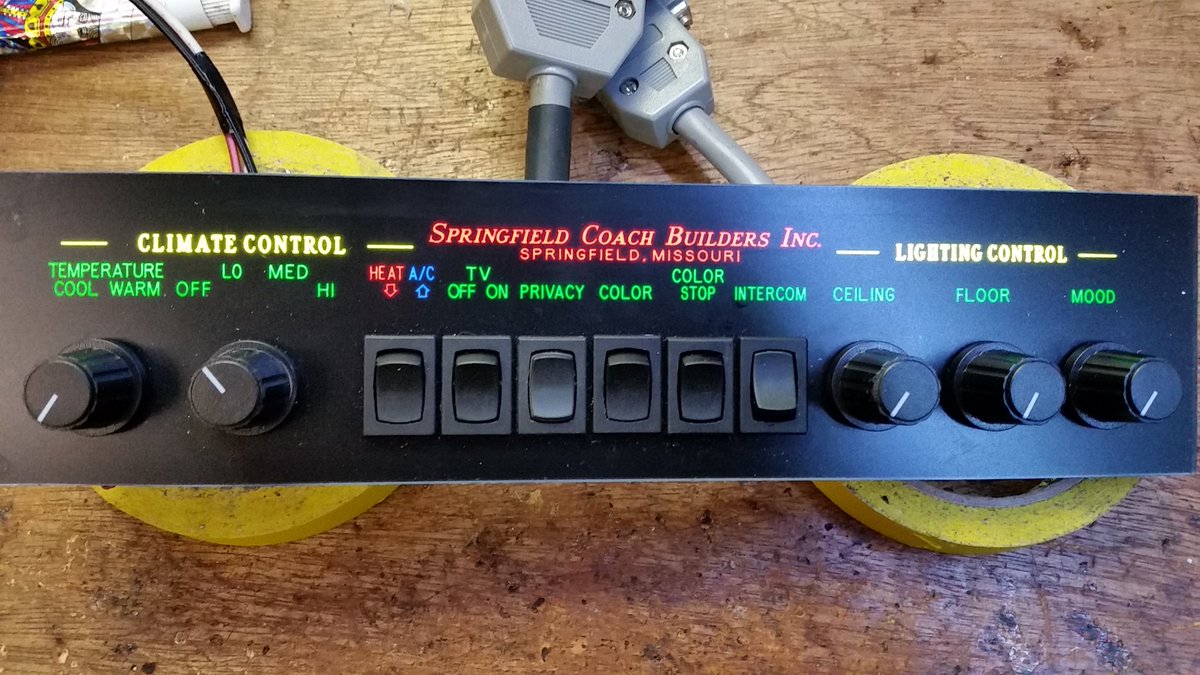 CLIMATE CONTROL
SPRINGFIELD COACH BUILDERS INC.
SPRINGFIELD, MISSOURI
LIGHTING CONTROL
TEMPERATURE
COOL WARM
OFF
LO
MED
HI
HEAT A/C
TV
OFF ON
PRIVACY
COLOR
COLOR
STOP
INTERCOM
CEILING
FLOOR
MOOD